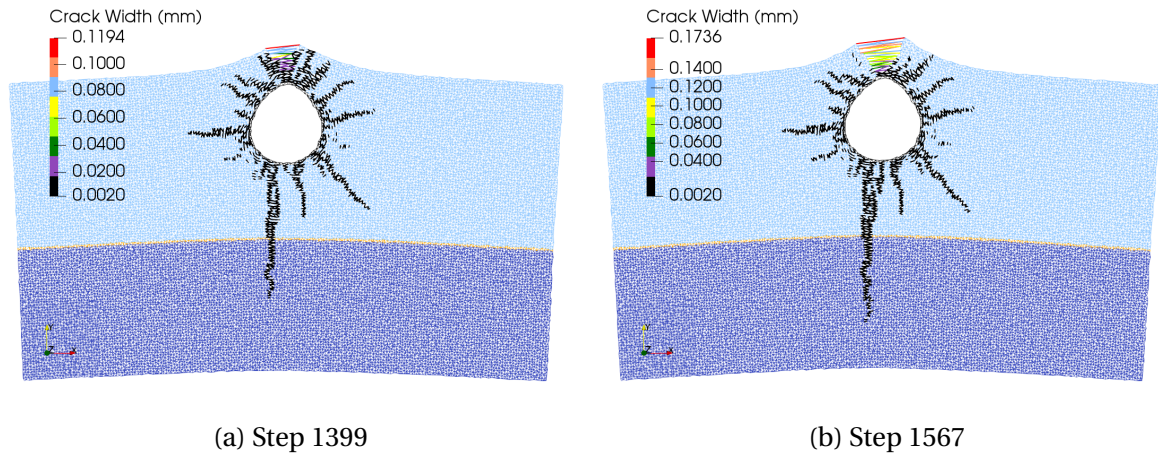 Crack Width (mm)
0.1194
0.1000
0.0800
0.0600
0.0400
0.0200
0.0020
Y
Z
X
(a) Step 1399
Crack Width (mm)
0.1736
0.1400
0.1200
0.1000
0.0800
0.0600
0.0400
0.0020
Y
Z
X
(b) Step 1567